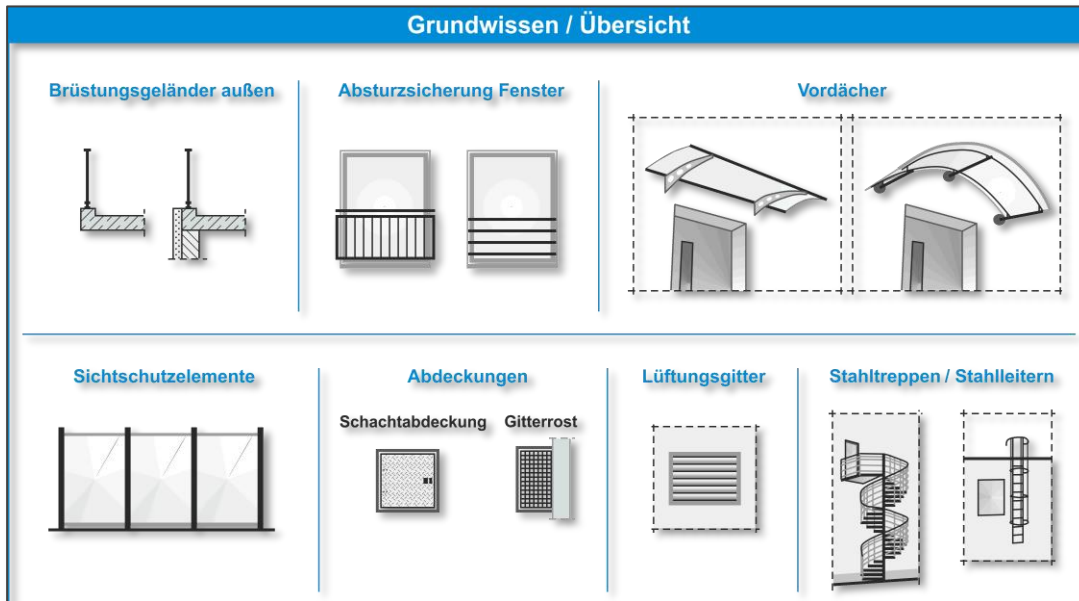 Grundwissen / Übersicht
Brüstungsgeländer außen
Absturzsicherung Fenster
Vordächer
Sichtschutzelemente
Abdeckungen
Schachtabdeckung
Gitterrost
Lüftungsgitter
Stahltreppen / Stahlleitern